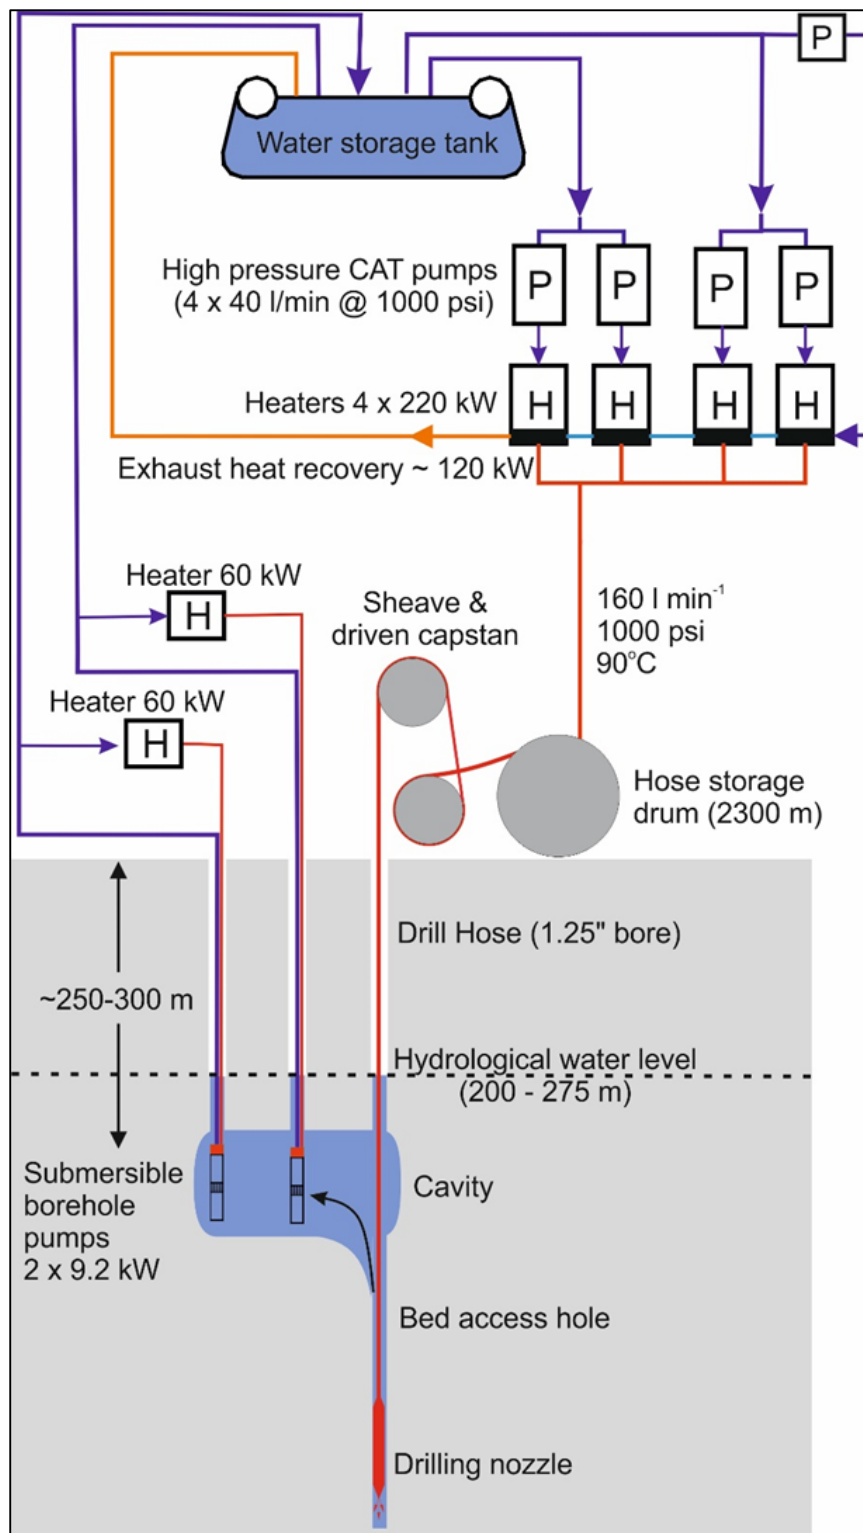 P
Water storage tank
High pressure CAT pumps
(4 x 40 l/min @ 1000 psi)
P
P
P
P
Heaters 4 x 220 kW
H
H
H
H
Exhaust heat recovery ~ 120 kW
Heater 60 kW
H
Sheave &
driven capstan
160 l min⁻¹
1000 psi
90°C
Heater 60 kW
H
Hose storage
drum (2300 m)
Drill Hose (1.25" bore)
~250-300 m
Hydrological water level
(200 - 275 m)
Submersible
borehole
pumps
2 x 9.2 kW
Cavity
Bed access hole
Drilling nozzle